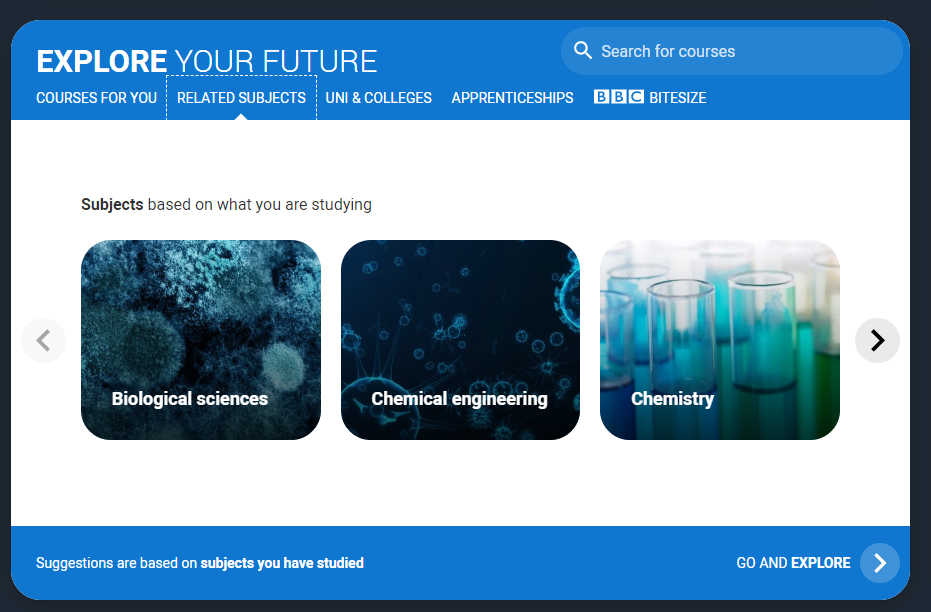 EXPLORE YOUR FUTURE
Search for courses
COURSES FOR YOU RELATED SUBJECTS UNI & COLLEGES APPRENTICESHIPS BBC BITESIZE
Subjects based on what you are studying
Biological sciences
Chemical engineering
Chemistry
Suggestions are based on subjects you have studied
GO AND EXPLORE